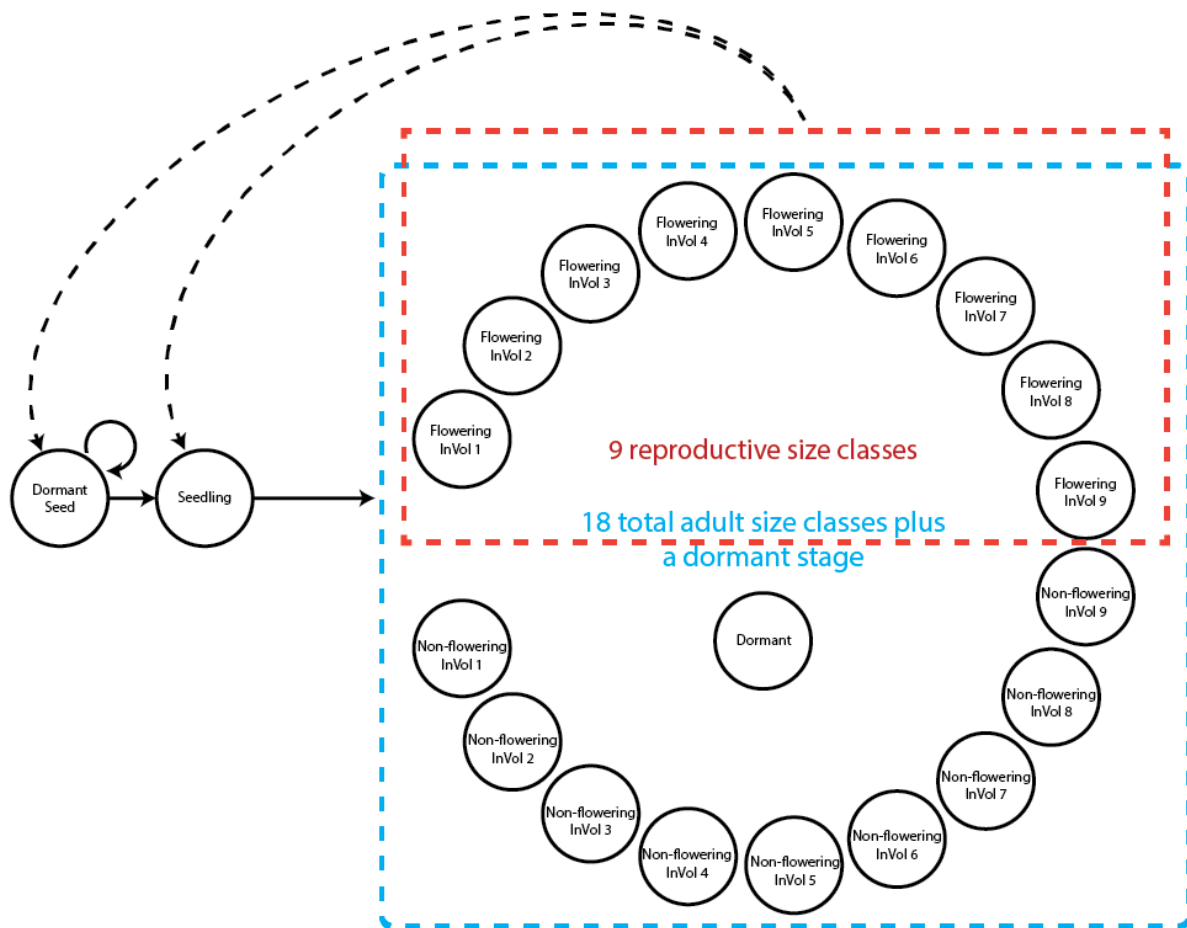 Flowering
InVol 5
Flowering
InVol 4
Flowering
InVol 6
Flowering
InVol 3
Flowering
InVol 7
Flowering
InVol 2
Flowering
InVol 8
Flowering
InVol 1
9 reproductive size classes
Flowering
InVol 9
Dormant
Seed
Seedling
18 total adult size classes plus
a dormant stage
Non-flowering
InVol 9
Non-flowering
InVol 1
Dormant
Non-flowering
InVol 8
Non-flowering
InVol 2
Non-flowering
InVol 7
Non-flowering
InVol 3
Non-flowering
InVol 6
Non-flowering
InVol 4
Non-flowering
InVol 5